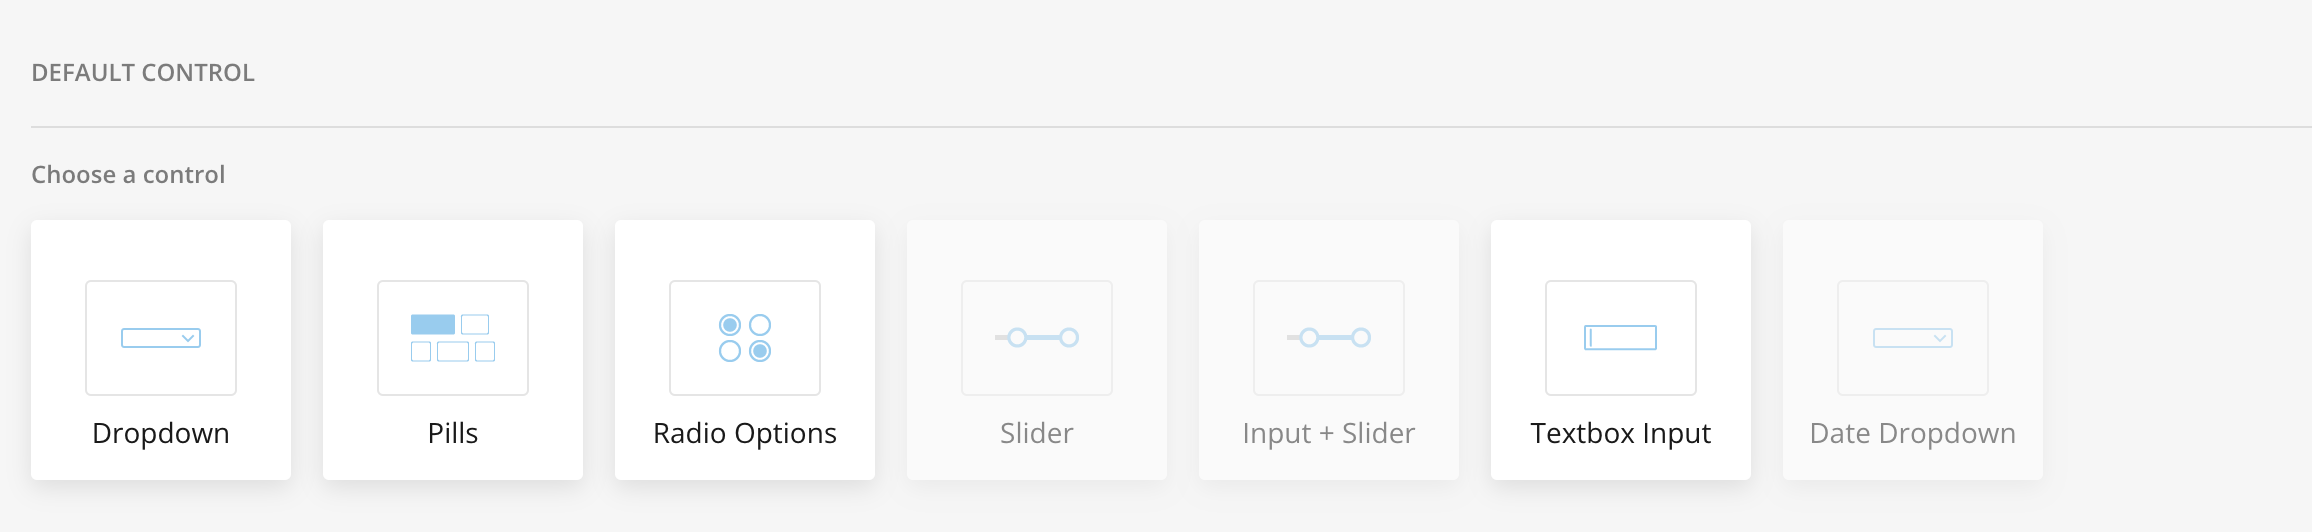 DEFAULT CONTROL
Choose a control
Dropdown
Pills
Radio Options
Slider
Input + Slider
Textbox Input
Date Dropdown